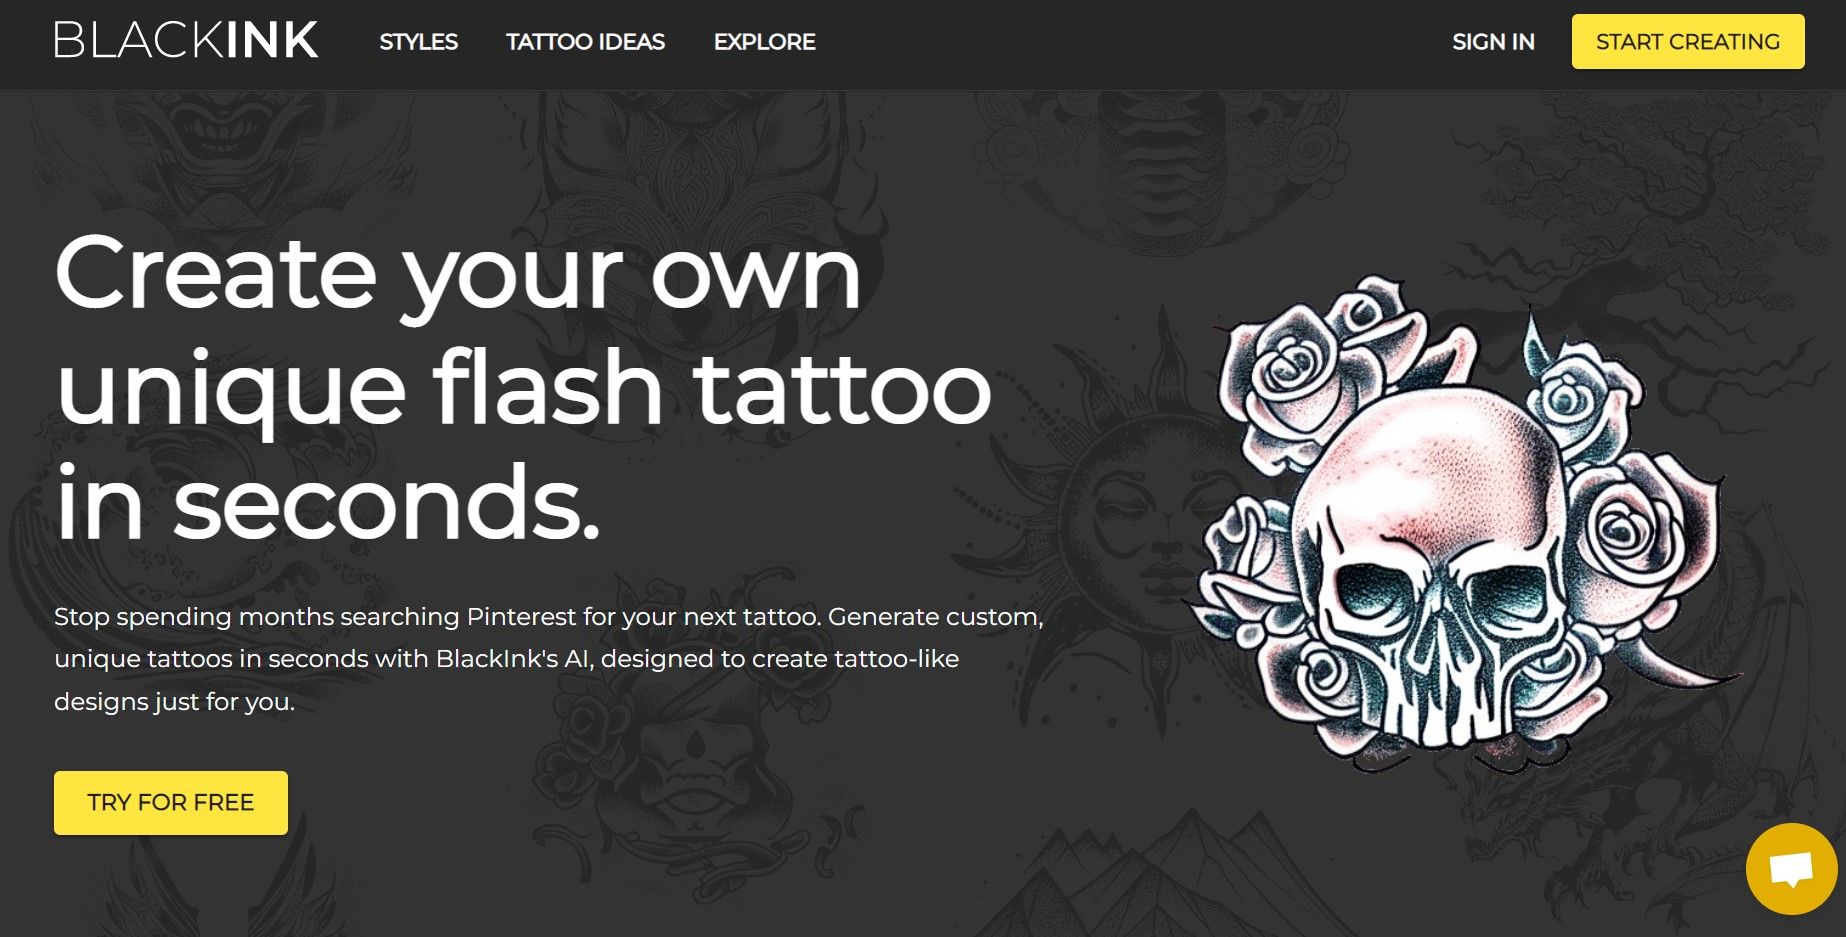 BLACKINK
STYLES
TATTOO IDEAS
EXPLORE
SIGN IN
START CREATING
Create your own
unique flash tattoo
in seconds.
Stop spending months searching Pinterest for your next tattoo. Generate custom,
unique tattoos in seconds with BlackInk's AI, designed to create tattoo-like
designs just for you.
TRY FOR FREE